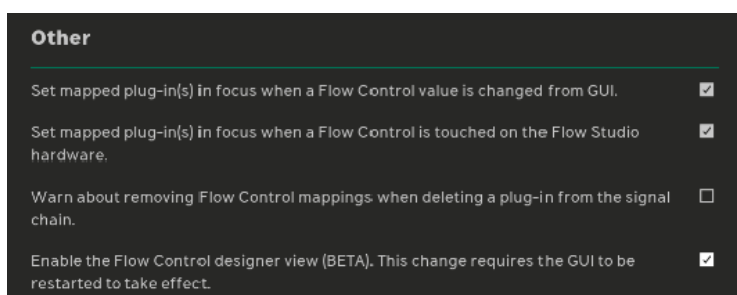 Other
Set mapped plug-in(s) in focus when a Flow Control value is changed from GUI.
Set mapped plug-in(s) in focus when a Flow Control is touched on the Flow Studio
hardware.
Warn about removing Flow Control mappings when deleting a plug-in from the signal
chain.
Enable the Flow Control designer view (BETA). This change requires the GUI to be
restarted to take effect.